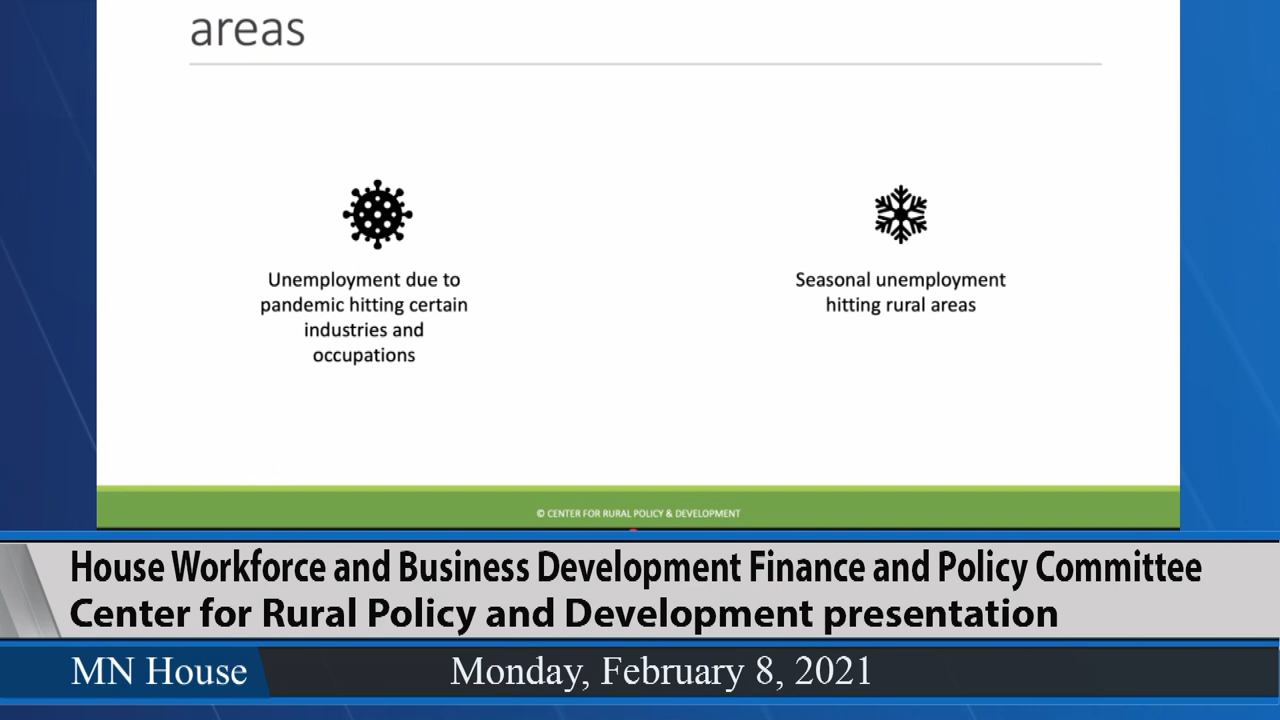 areas
Unemployment due to
pandemic hitting certain
industries and
occupations
Seasonal unemployment
hitting rural areas
© CENTER FOR RURAL POLICY & DEVELOPMENT
House Workforce and Business Development Finance and Policy Committee
Center for Rural Policy and Development presentation
MN House
Monday, February 8, 2021